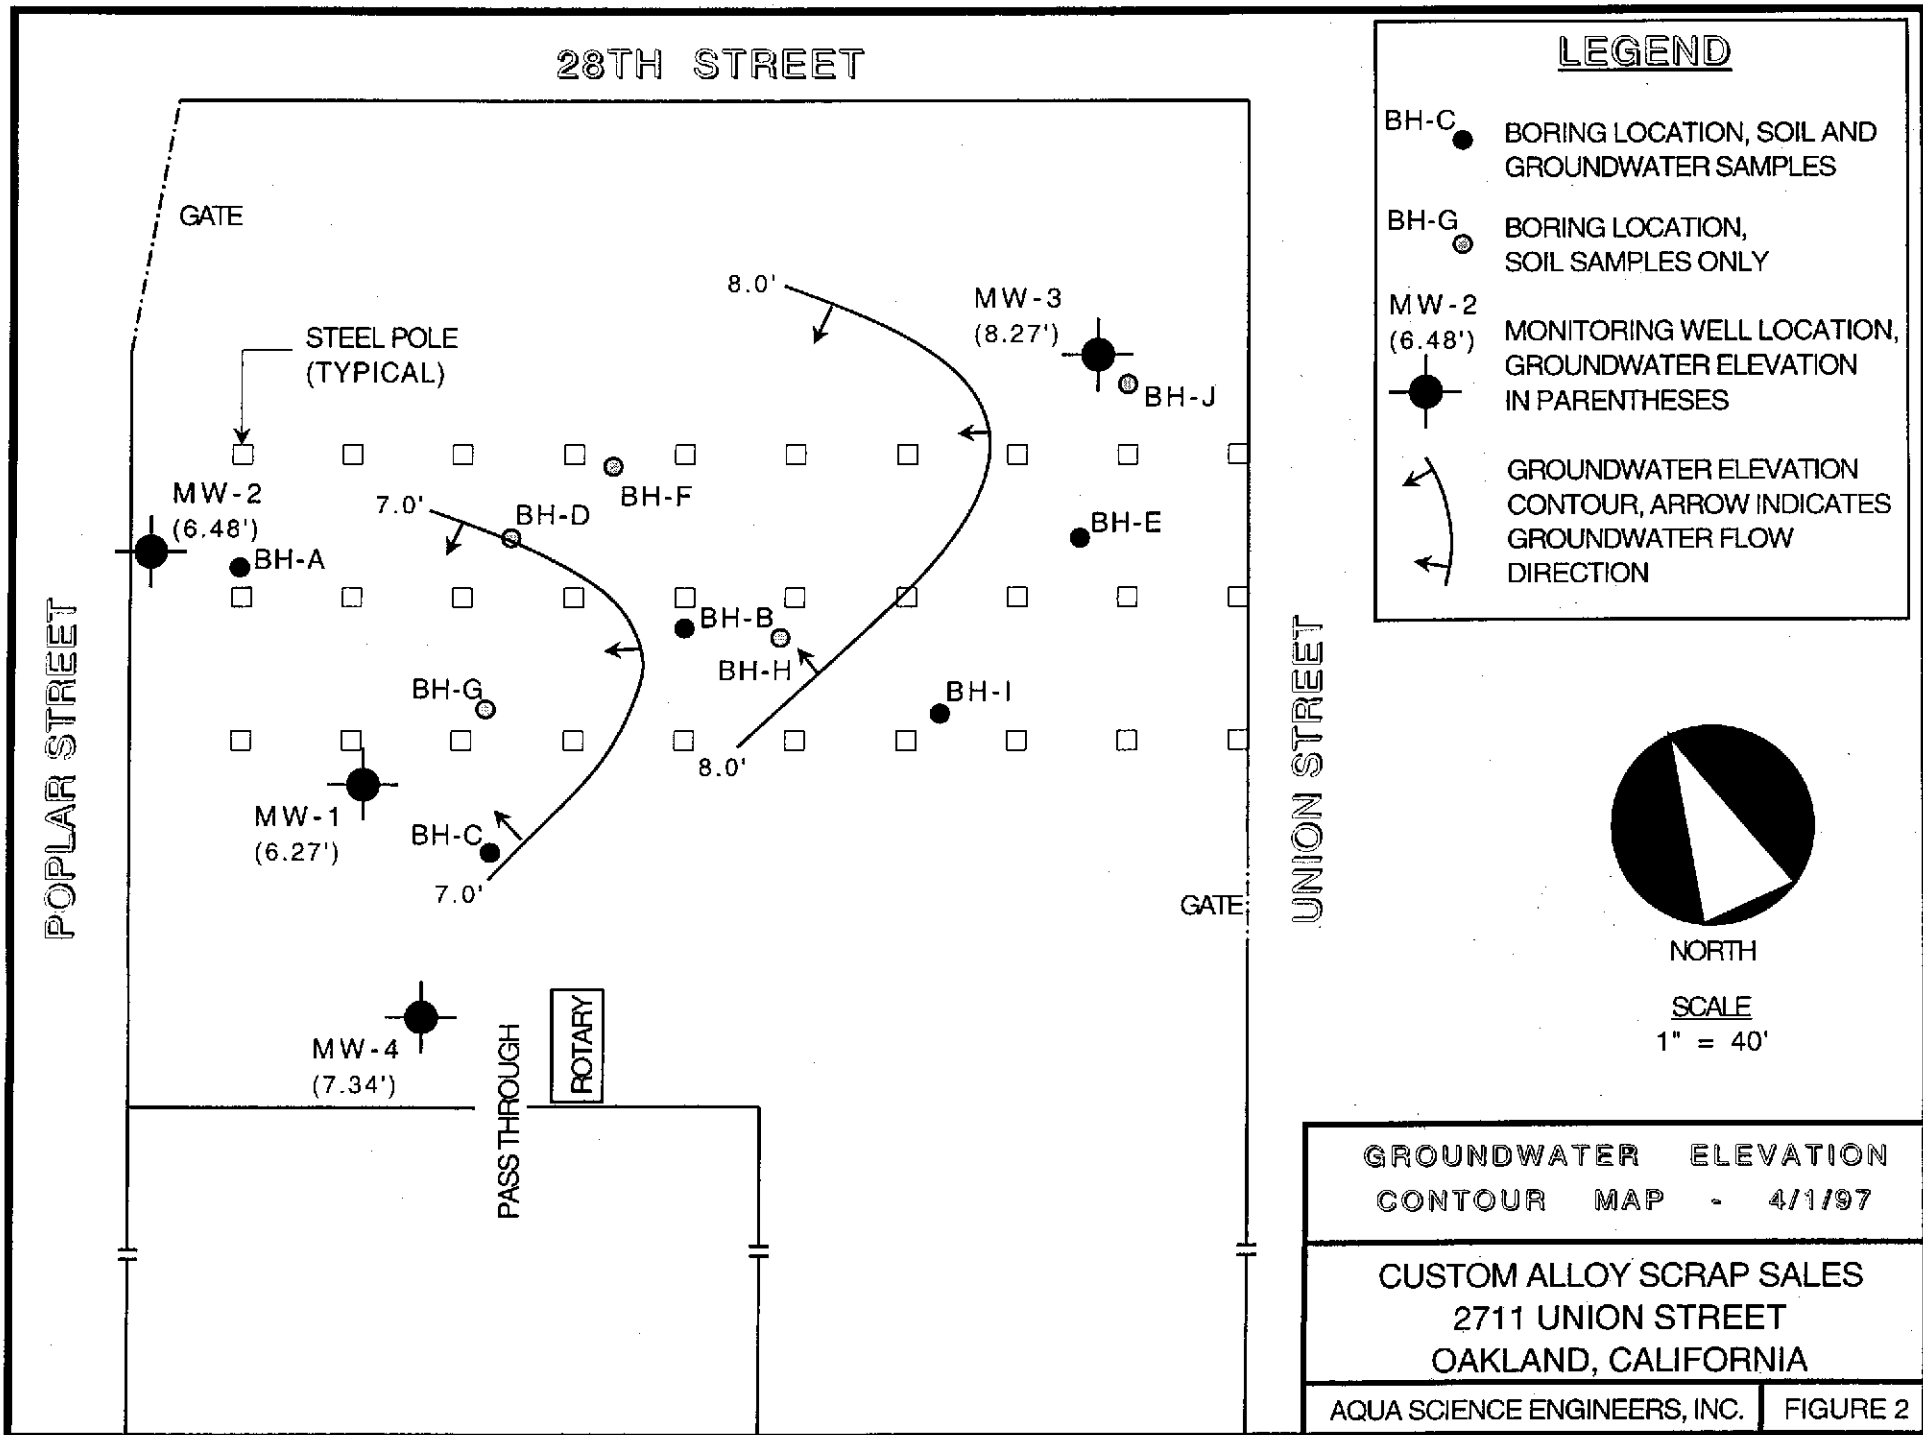 28TH STREET
GATE
STEEL POLE
(TYPICAL)
8.0'
MW-3
(8.27')
BH-J
MW-2
(6.48')
BH-A
7.0'
BH-D
BH-F
BH-E
BH-B
BH-H
BH-G
BH-I
8.0'
MW-1
(6.27')
BH-C
7.0'
GATE
MW-4
(7.34')
PASS THROUGH
ROTARY
POPLAR STREET
UNION STREET
LEGEND
BH-C
BORING LOCATION, SOIL AND
GROUNDWATER SAMPLES
BH-G
BORING LOCATION,
SOIL SAMPLES ONLY
MW-2
(6.48')
MONITORING WELL LOCATION,
GROUNDWATER ELEVATION
IN PARENTHESES
GROUNDWATER ELEVATION
CONTOUR, ARROW INDICATES
GROUNDWATER FLOW
DIRECTION
NORTH
SCALE
1" = 40'
GROUNDWATER ELEVATION
CONTOUR MAP - 4/1/97
CUSTOM ALLOY SCRAP SALES
2711 UNION STREET
OAKLAND, CALIFORNIA
AQUA SCIENCE ENGINEERS, INC.
FIGURE 2